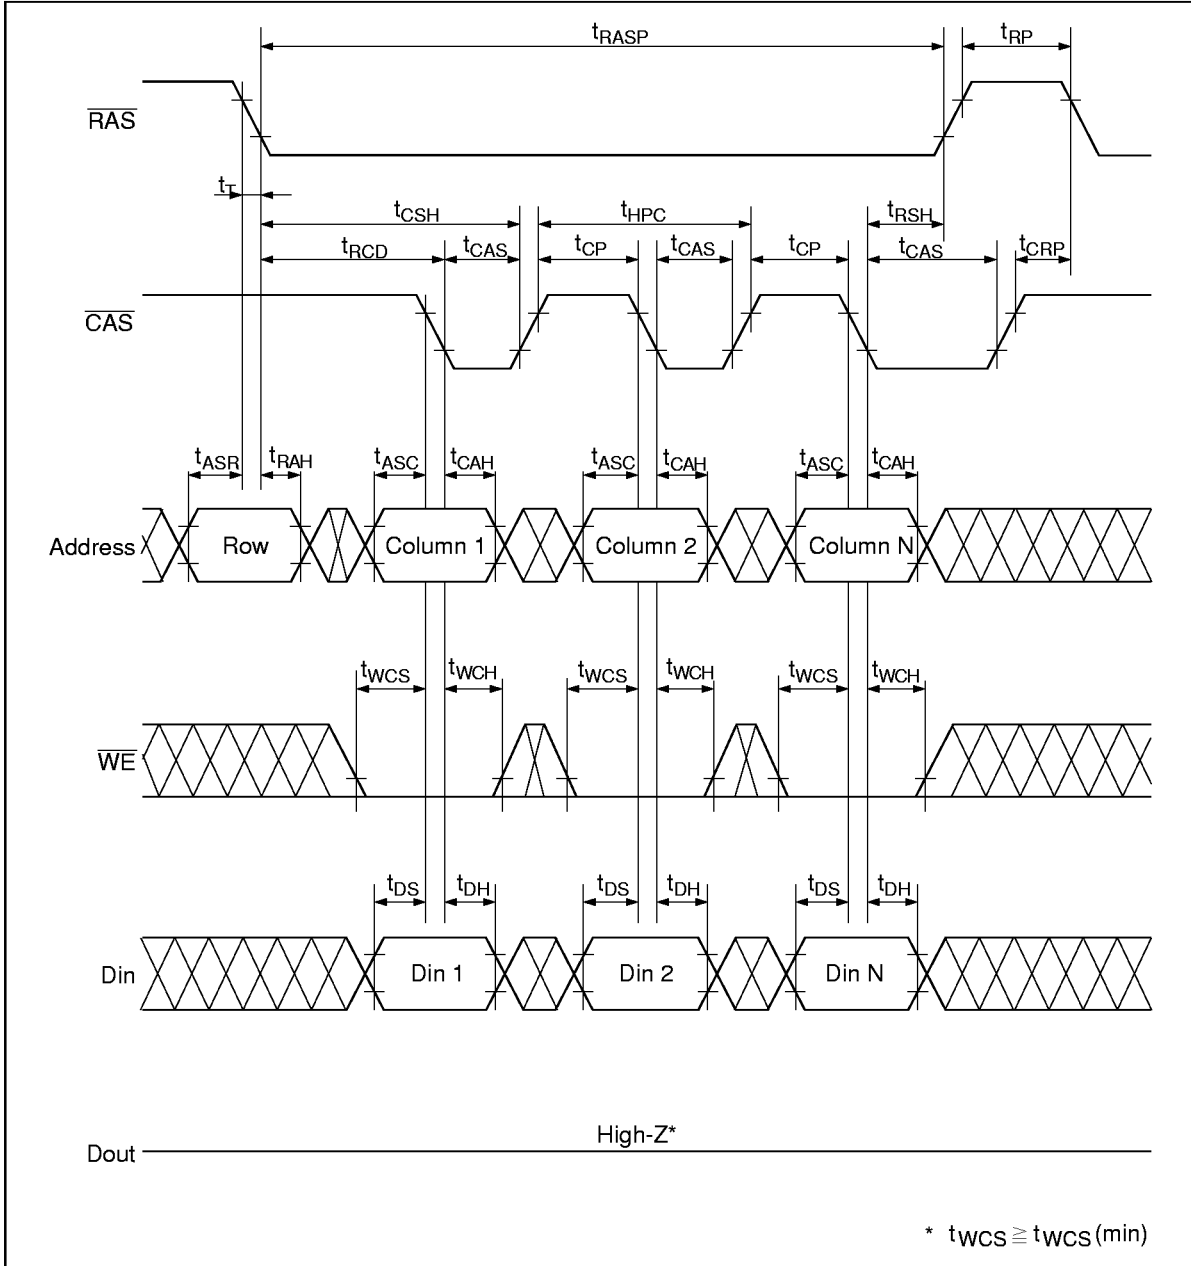 tRASP tRP
RAS
tT
tCSH tHPC tRSH
tRCD tCAS tCP tCAS tCP tCAS tCRP
CAS
tASR tRAH tASC tCAH tASC tCAH tASC tCAH
Address Row Column 1 Column 2 Column N
tWCS tWCH tWCS tWCH tWCS tWCH
WE
tDS tDH tDS tDH tDS tDH
Din Din 1 Din 2 Din N
High-Z*
Dout
* tWCS ≧ tWCS (min)